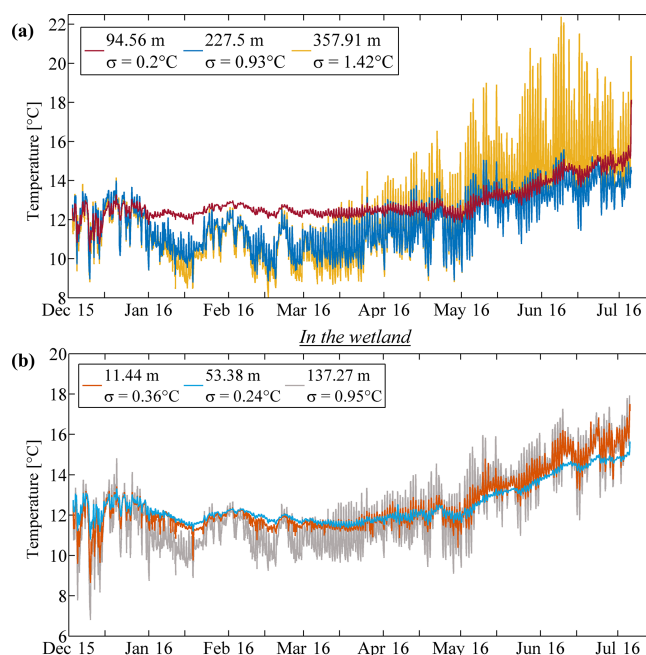 (a)
94.56 m 227.5 m 357.91 m
σ = 0.2°C σ = 0.93°C σ = 1.42°C
Temperature [°C]
22
20
18
16
14
12
10
8
Dec 15 Jan 16 Feb 16 Mar 16 Apr 16 May 16 Jun 16 Jul 16
In the wetland
(b)
11.44 m 53.38 m 137.27 m
σ = 0.36°C σ = 0.24°C σ = 0.95°C
Temperature [°C]
20
18
16
14
12
10
8
6
Dec 15 Jan 16 Feb 16 Mar 16 Apr 16 May 16 Jun 16 Jul 16